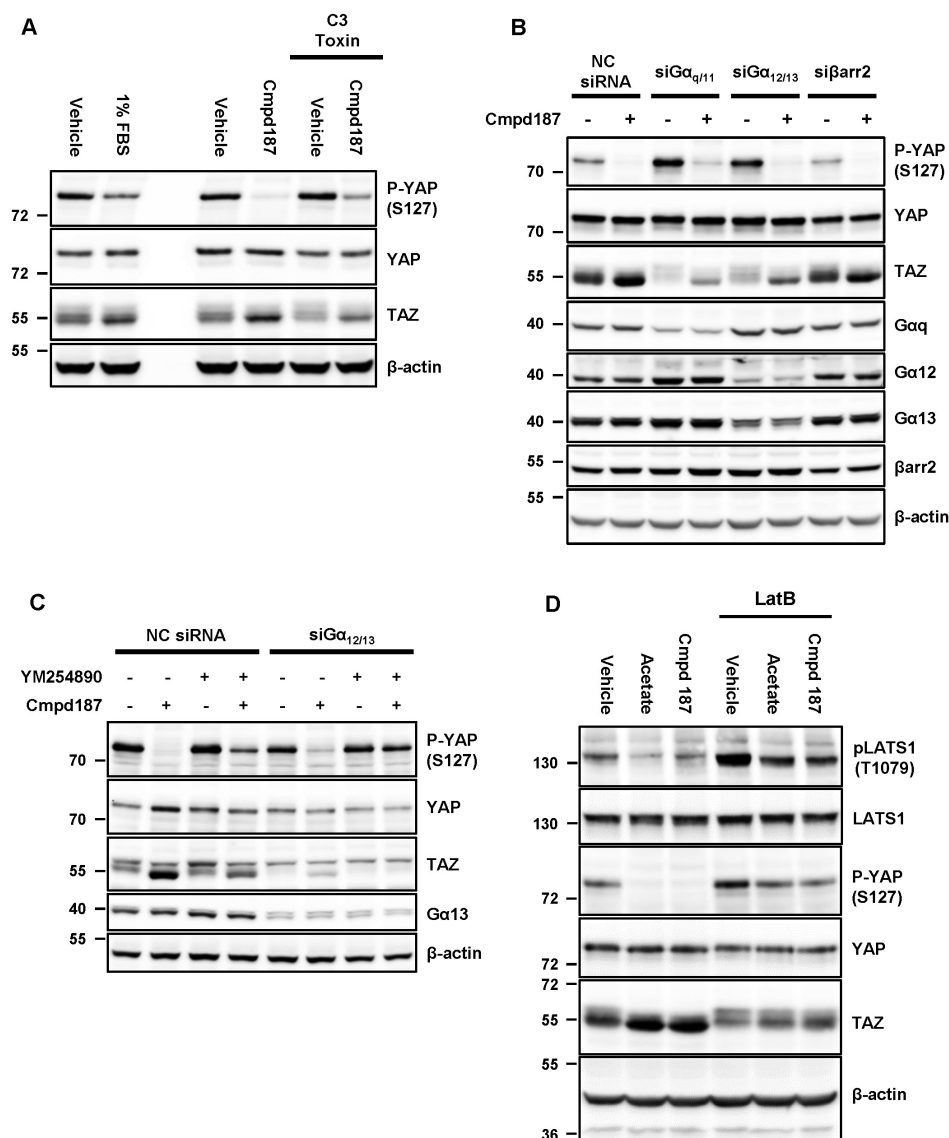 A
C3
Toxin
Vehicle
1% FBS
Vehicle
Cmpd187
Vehicle
Cmpd187
P-YAP
(S127)
72
YAP
72
TAZ
55
55
β-actin
B
NC
siRNA
siGαq/11
siGα12/13
siβarr2
Cmpd187 - + - + - + - +
P-YAP
(S127)
70
YAP
70
TAZ
55
Gαq
40
Gα12
40
Gα13
40
55
βarr2
55
β-actin
C
NC siRNA
siGα12/13
YM254890 - - + + - - + +
Cmpd187 - + - + - + - +
P-YAP
(S127)
70
YAP
70
TAZ
55
40
Gα13
55
β-actin
D
LatB
Vehicle
Acetate
Cmpd 187
Vehicle
Acetate
Cmpd 187
pLATS1
(T1079)
130
LATS1
130
P-YAP
(S127)
72
YAP
72
72
TAZ
55
55
β-actin
36